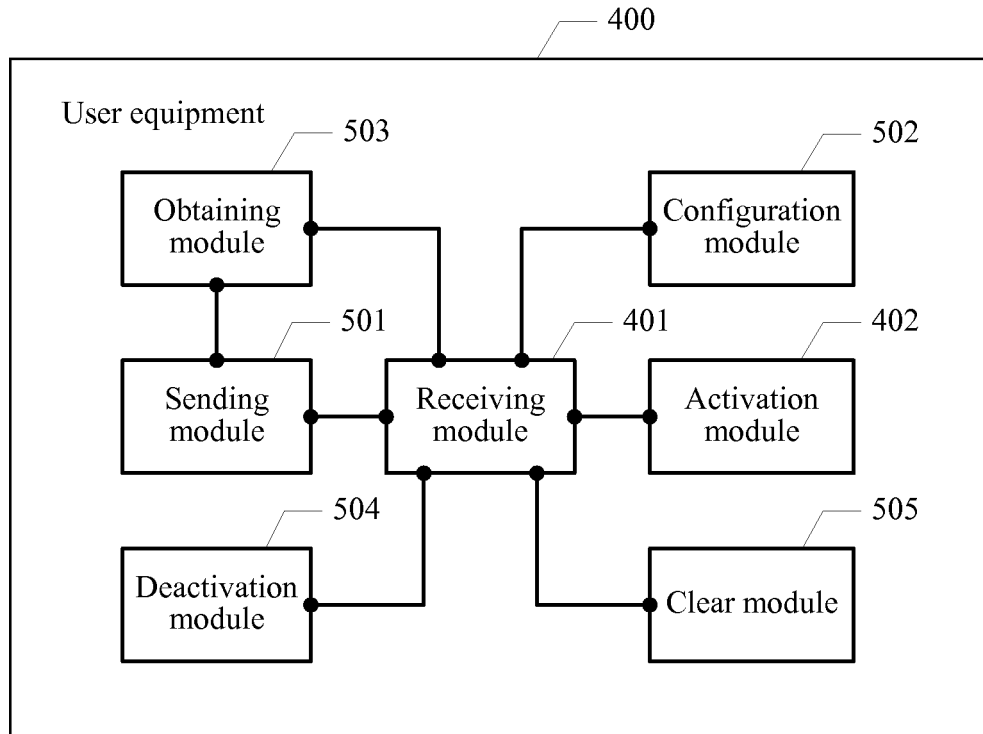 400
User equipment
503
502
Obtaining
module
Configuration
module
501
401
402
Sending
module
Receiving
module
Activation
module
504
505
Deactivation
module
Clear module